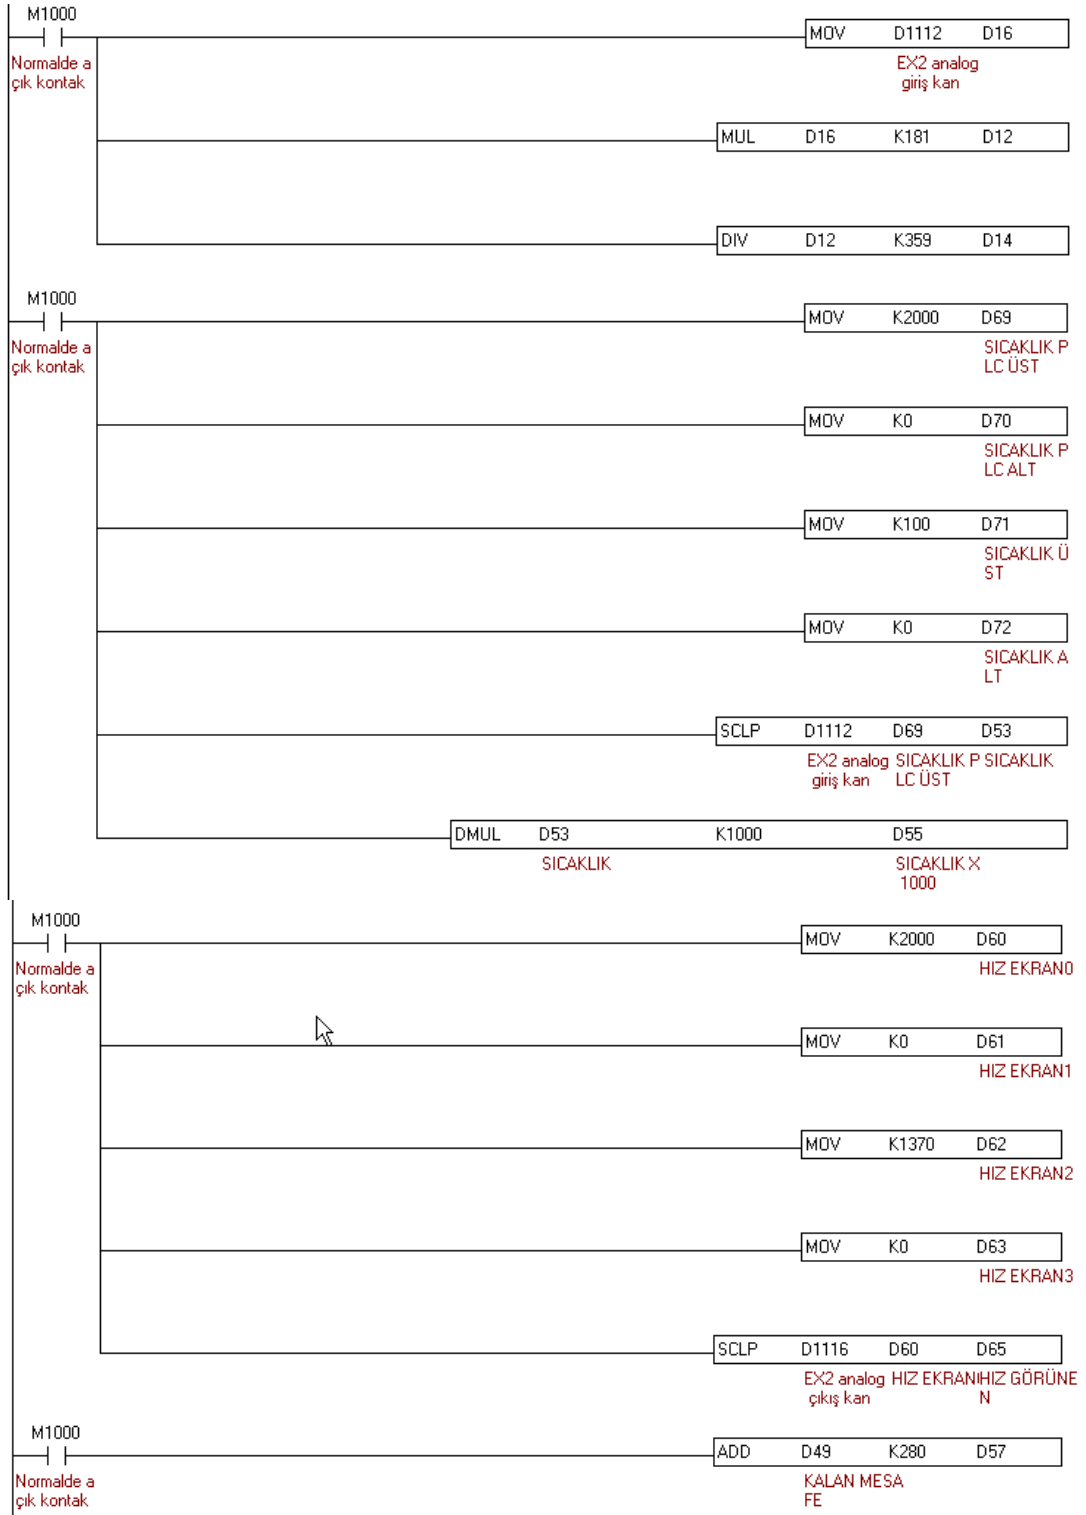 M1000
MOV D1112 D16
Normalde a
çık kontak
EX2 analog
giriş kan
MUL D16 K181 D12
DIV D12 K359 D14
M1000
MOV K2000 D69
Normalde a
çık kontak
SICAKLIK P
LC ÜST
MOV K0 D70
SICAKLIK P
LC ALT
MOV K100 D71
SICAKLIK Ü
ST
MOV K0 D72
SICAKLIK A
LT
SCLP D1112 D69 D53
EX2 analog SICAKLIK P SICAKLIK
giriş kan LC ÜST
DMUL D53 K1000 D55
SICAKLIK SICAKLIK X
1000
M1000
MOV K2000 D60
Normalde a
çık kontak
HIZ EKRAN0
MOV K0 D61
HIZ EKRAN1
MOV K1370 D62
HIZ EKRAN2
MOV K0 D63
HIZ EKRAN3
SCLP D1116 D60 D65
EX2 analog HIZ EKRAN HIZ GÖRÜNE
çıkış kan N
M1000
ADD D49 K280 D57
Normalde a
çık kontak
KALAN MESA
FE